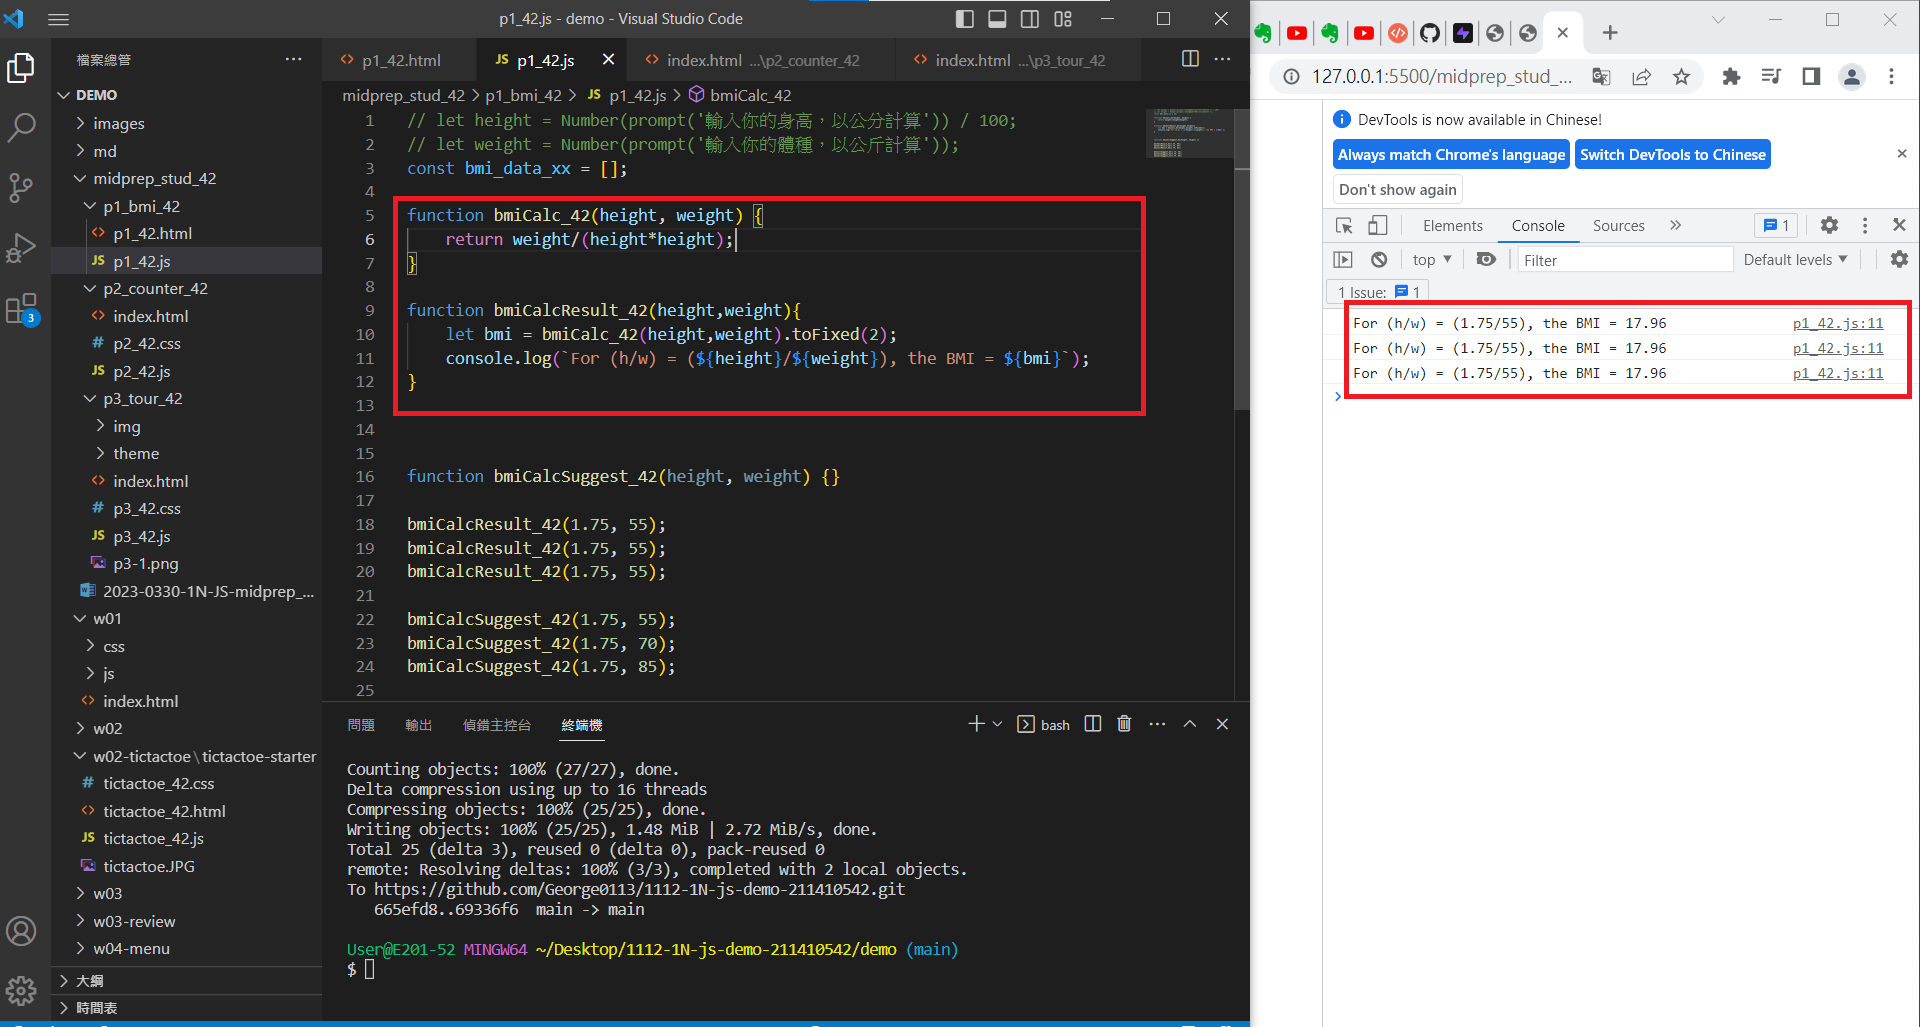 p1_42.js - demo - Visual Studio Code
檔案總管
DEMO
images
md
midprep_stud_42
p1_bmi_42
p1_42.html
JS p1_42.js
p2_counter_42
index.html
# p2_42.css
JS p2_42.js
p3_tour_42
img
theme
index.html
# p3_42.css
JS p3_42.js
p3-1.png
2023-0330-1N-JS-midprep_...
w01
css
js
index.html
w02
w02-tictactoe \ tictactoe-starter
# tictactoe_42.css
tictactoe_42.html
JS tictactoe_42.js
tictactoe.JPG
w03
w03-review
w04-menu
大綱
時間表
3
p1_42.html
JS p1_42.js
index.html ...\p2_counter_42
index.html ...\p3_tour_42
midprep_stud_42 > p1_bmi_42 > JS p1_42.js > bmiCalc_42
1 // let height = Number(prompt('輸入你的身高，以公分計算')) / 100;
2 // let weight = Number(prompt('輸入你的體種，以公斤計算'));
3 const bmi_data_xx = [];
4
5 function bmiCalc_42(height, weight) {
6 return weight/(height*height);
7 }
8
9 function bmiCalcResult_42(height,weight){
10 let bmi = bmiCalc_42(height,weight).toFixed(2);
11 console.log(`For (h/w) = (${height}/${weight}), the BMI = ${bmi}`);
12 }
13
14
15
16 function bmiCalcSuggest_42(height, weight) {}
17
18 bmiCalcResult_42(1.75, 55);
19 bmiCalcResult_42(1.75, 55);
20 bmiCalcResult_42(1.75, 55);
21
22 bmiCalcSuggest_42(1.75, 55);
23 bmiCalcSuggest_42(1.75, 70);
24 bmiCalcSuggest_42(1.75, 85);
25
問題 輸出 偵錯主控台 終端機
bash
Counting objects: 100% (27/27), done.
Delta compression using up to 16 threads
Compressing objects: 100% (25/25), done.
Writing objects: 100% (25/25), 1.48 MiB | 2.72 MiB/s, done.
Total 25 (delta 3), reused 0 (delta 0), pack-reused 0
remote: Resolving deltas: 100% (3/3), completed with 2 local objects.
To https://github.com/George0113/1112-1N-js-demo-211410542.git
665efd8..69336f6 main -> main
User@E201-52 MINGW64 ~/Desktop/1112-1N-js-demo-211410542/demo (main)
$
127.0.0.1:5500/midprep_stud_...
DevTools is now available in Chinese!
Always match Chrome's language
Switch DevTools to Chinese
Don't show again
Elements Console Sources » 1
top Filter Default levels
1 Issue: 1
For (h/w) = (1.75/55), the BMI = 17.96 p1_42.js:11
For (h/w) = (1.75/55), the BMI = 17.96 p1_42.js:11
For (h/w) = (1.75/55), the BMI = 17.96 p1_42.js:11